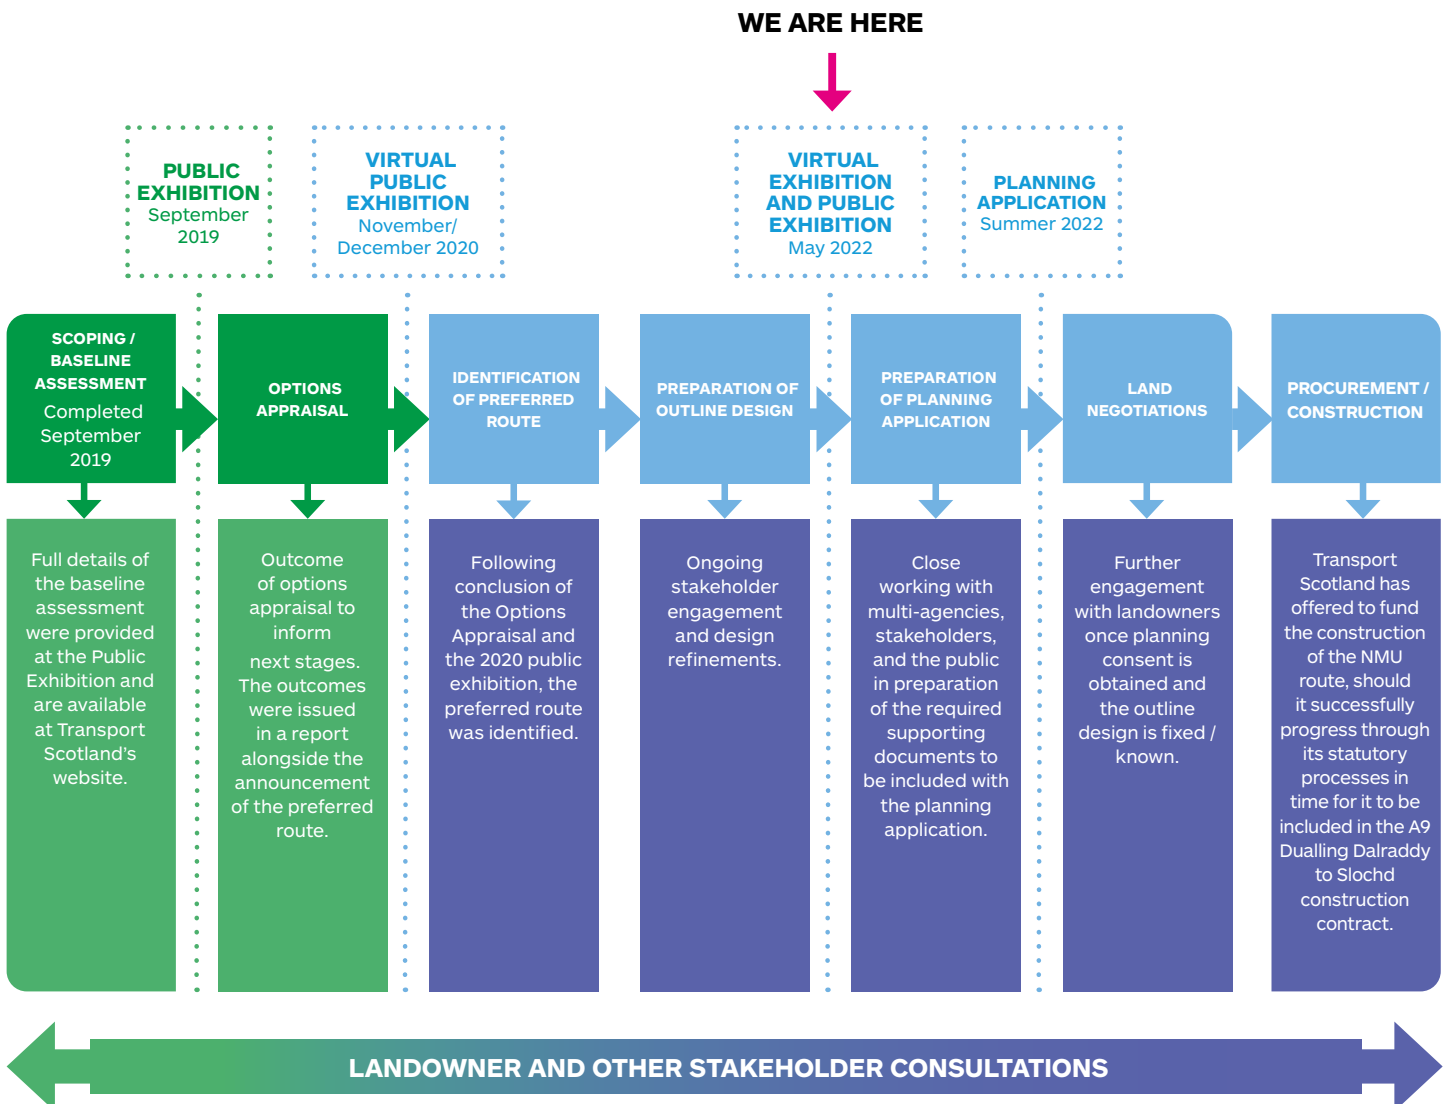 WE ARE HERE
PUBLIC
EXHIBITION
September
2019
VIRTUAL
PUBLIC
EXHIBITION
November/
December 2020
VIRTUAL
EXHIBITION
AND PUBLIC
EXHIBITION
May 2022
PLANNING
APPLICATION
Summer 2022
SCOPING /
BASELINE
ASSESSMENT
Completed
September
2019
OPTIONS
APPRAISAL
IDENTIFICATION
OF PREFERRED
ROUTE
PREPARATION OF
OUTLINE DESIGN
PREPARATION
OF PLANNING
APPLICATION
LAND
NEGOTIATIONS
PROCUREMENT /
CONSTRUCTION
Full details of
the baseline
assessment
were provided
at the Public
Exhibition and
are available
at Transport
Scotland's
website.
Outcome
of options
appraisal to
inform
next stages.
The outcomes
were issued
in a report
alongside the
announcement
of the preferred
route.
Following
conclusion of
the Options
Appraisal and
the 2020 public
exhibition, the
preferred route
was identified.
Ongoing
stakeholder
engagement
and design
refinements.
Close
working with
multi-agencies,
stakeholders,
and the public
in preparation
of the required
supporting
documents to
be included with
the planning
application.
Further
engagement
with landowners
once planning
consent is
obtained and
the outline
design is fixed /
known.
Transport
Scotland has
offered to fund
the construction
of the NMU
route, should
it successfully
progress through
its statutory
processes in
time for it to be
included in the A9
Dualling Dalraddy
to Slochd
construction
contract.
LANDOWNER AND OTHER STAKEHOLDER CONSULTATIONS